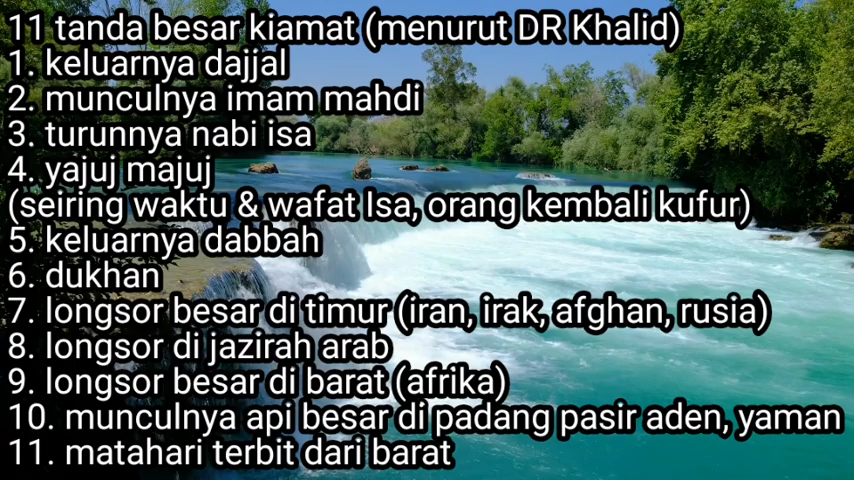 11 tanda besar kiamat (menurut DR Khalid)
1. keluarnya dajjal
2. munculnya imam mahdi
3. turunnya nabi isa
4. yajuj majuj
(seiring waktu & wafat Isa, orang kembali kufur)
5. keluarnya dabbah
6. dukhan
7. longsor besar di timur (iran, irak, afghan, rusia)
8. longsor di jazirah arab
9. longsor besar di barat (afrika)
10. munculnya api besar di padang pasir aden, yaman
11. matahari terbit dari barat